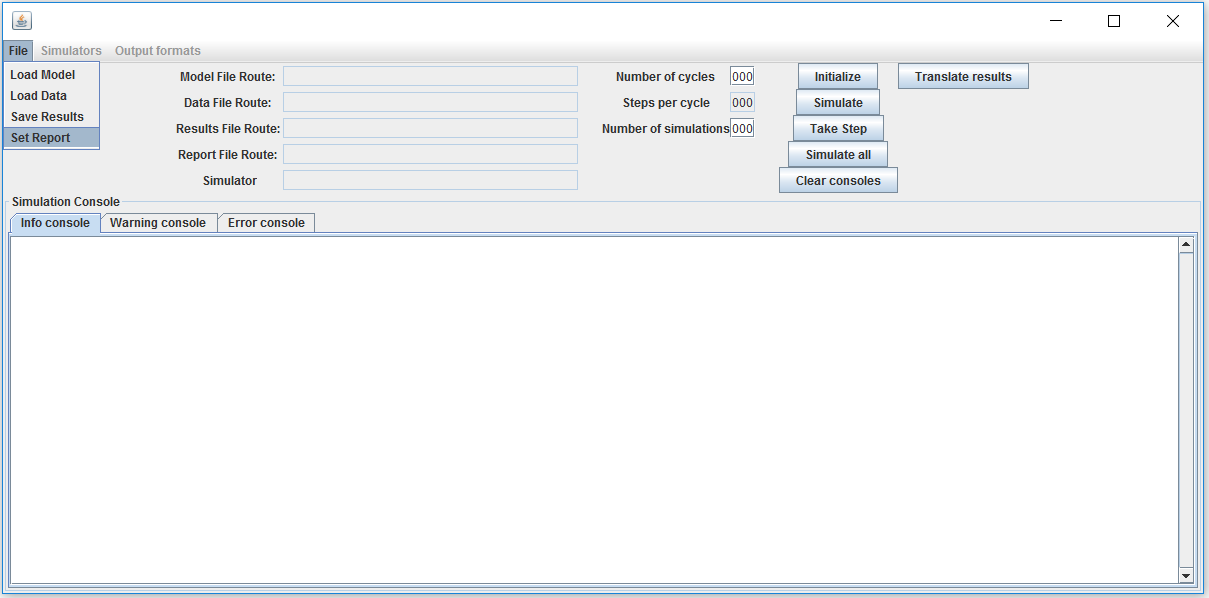 File Simulators Output formats
Load Model
Load Data
Save Results
Set Report
Model File Route:
Data File Route:
Results File Route:
Report File Route:
Simulator
Number of cycles 000
Steps per cycle 000
Number of simulations 000
Initialize
Simulate
Take Step
Simulate all
Clear consoles
Translate results
Simulation Console
Info console Warning console Error console